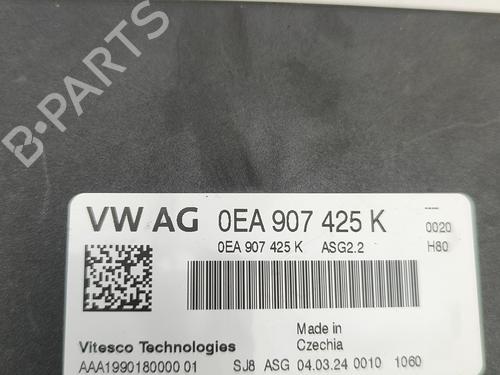 B-PARTS
VW AG 0EA 907 425 K 0020
0EA 907 425 K ASG2.2 H80
Vitesco Technologies Made in
Czechia
AAA1990180000 01 SJ8 ASG 04.03.24 0010 1060